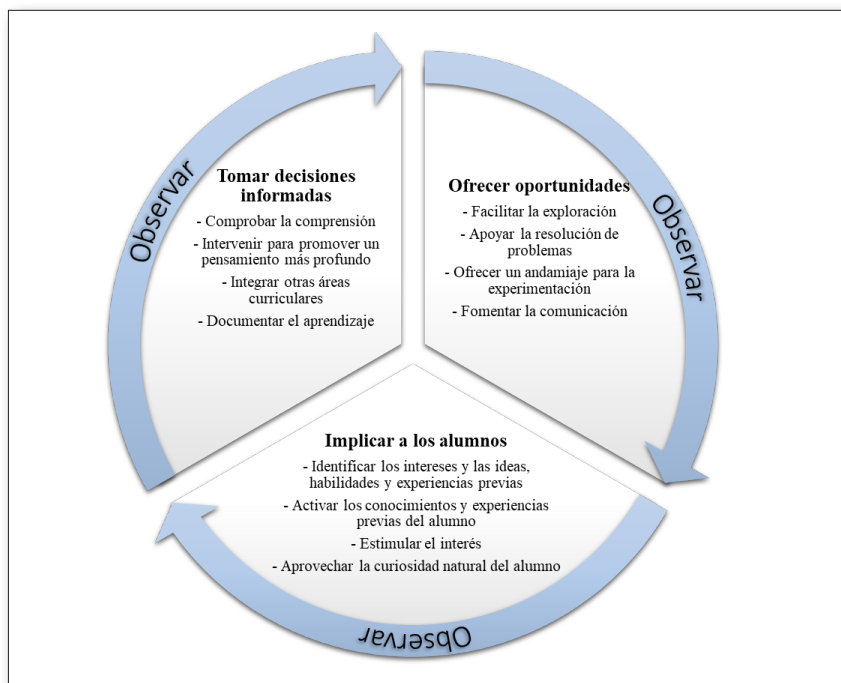 Observar
Tomar decisiones
informadas
- Comprobar la comprensión
- Intervenir para promover un
pensamiento más profundo
- Integrar otras áreas
curriculares
- Documentar el aprendizaje
Observar
Ofrecer oportunidades
- Facilitar la exploración
- Apoyar la resolución de
problemas
- Ofrecer un andamiaje para la
experimentación
- Fomentar la comunicación
Implicar a los alumnos
- Identificar los intereses y las ideas,
habilidades y experiencias previas
- Activar los conocimientos y experiencias
previas del alumno
- Estimular el interés
- Aprovechar la curiosidad natural del alumno
Observar